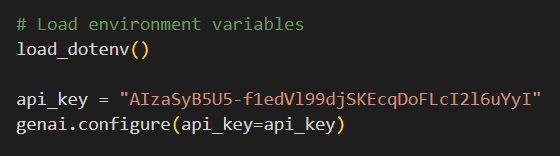 # Load environment variables
load_dotenv()
api_key = "AIzaSyB5U5-f1edVl99djSKEcqDoFLcI2l6uYyI"
genai.configure(api_key=api_key)